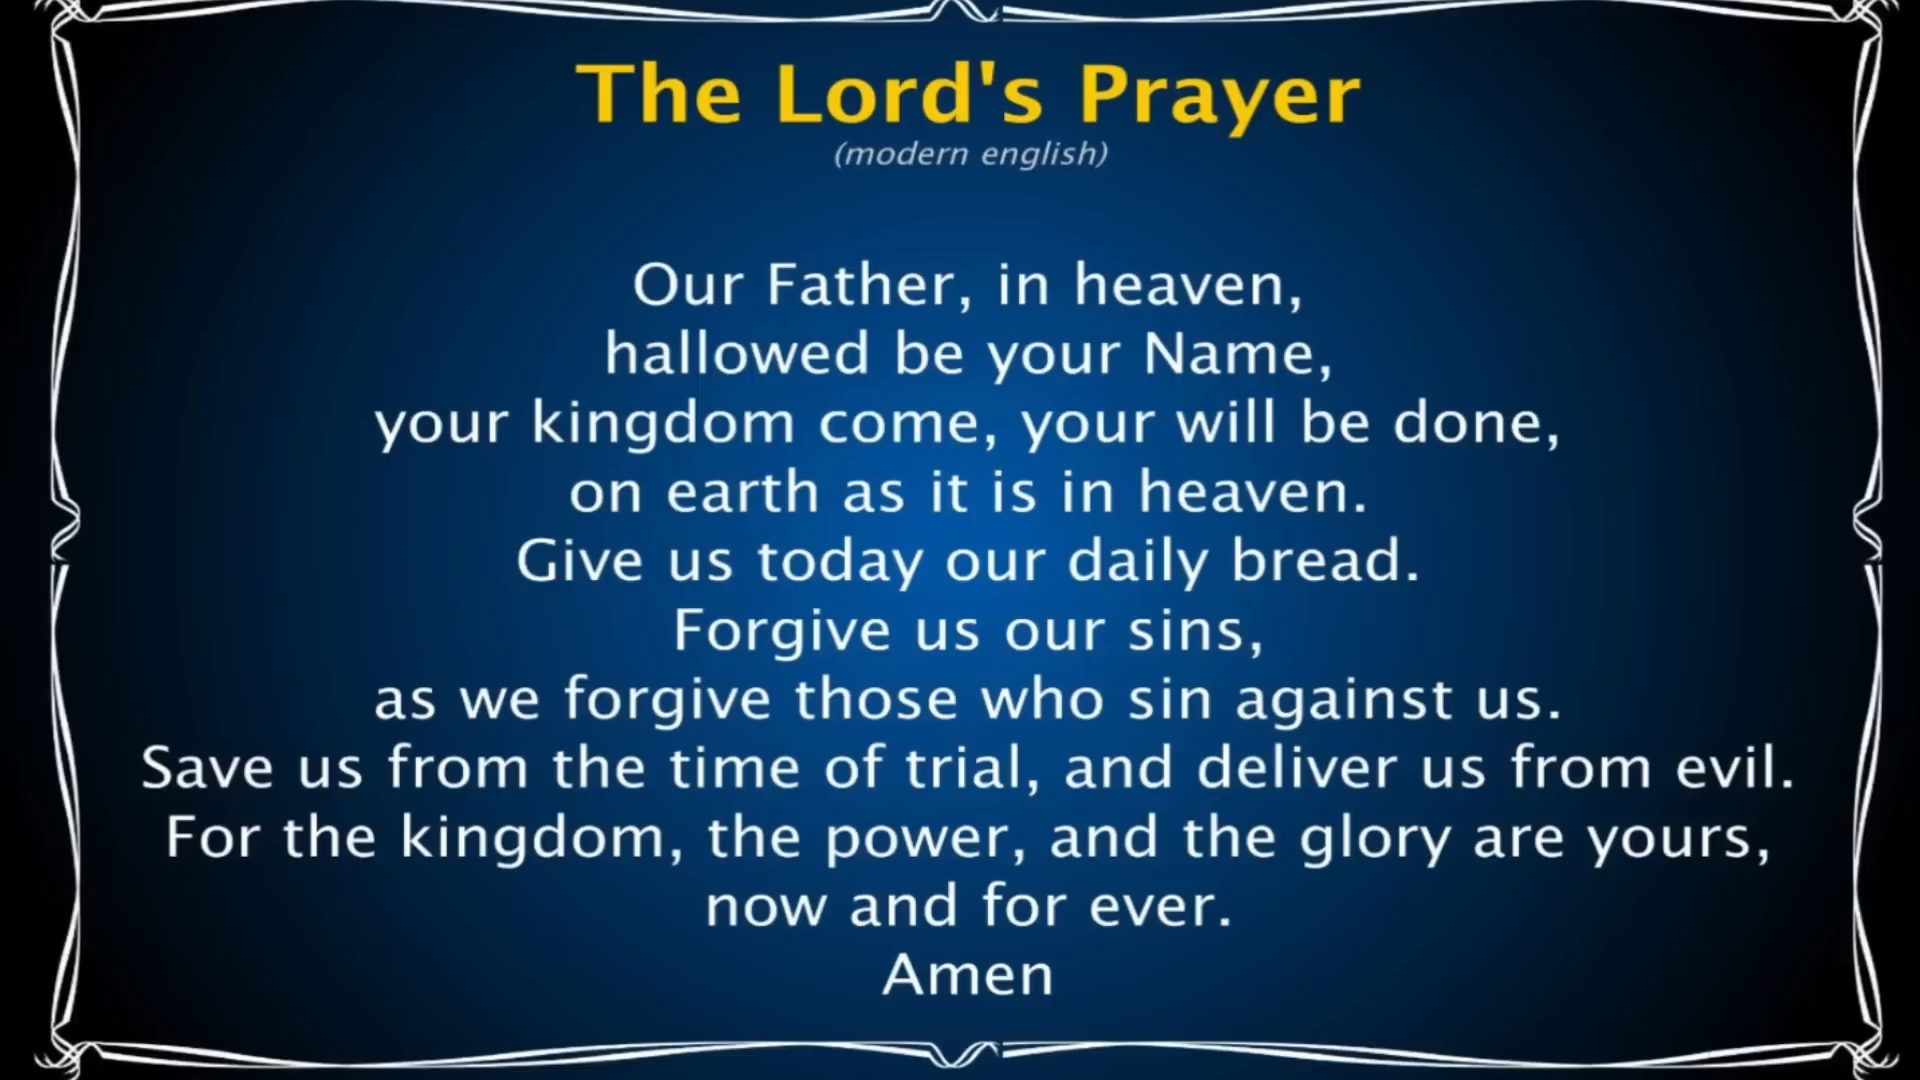 The Lord's Prayer
(modern english)
Our Father, in heaven,
hallowed be your Name,
your kingdom come, your will be done,
on earth as it is in heaven.
Give us today our daily bread.
Forgive us our sins,
as we forgive those who sin against us.
Save us from the time of trial, and deliver us from evil.
For the kingdom, the power, and the glory are yours,
now and for ever.
Amen